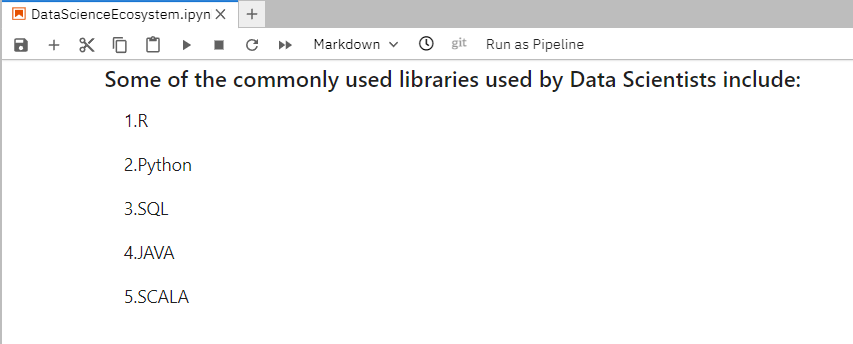 DataScienceEcosystem.ipyn
Markdown
git
Run as Pipeline
Some of the commonly used libraries used by Data Scientists include:
1.R
2.Python
3.SQL
4.JAVA
5.SCALA